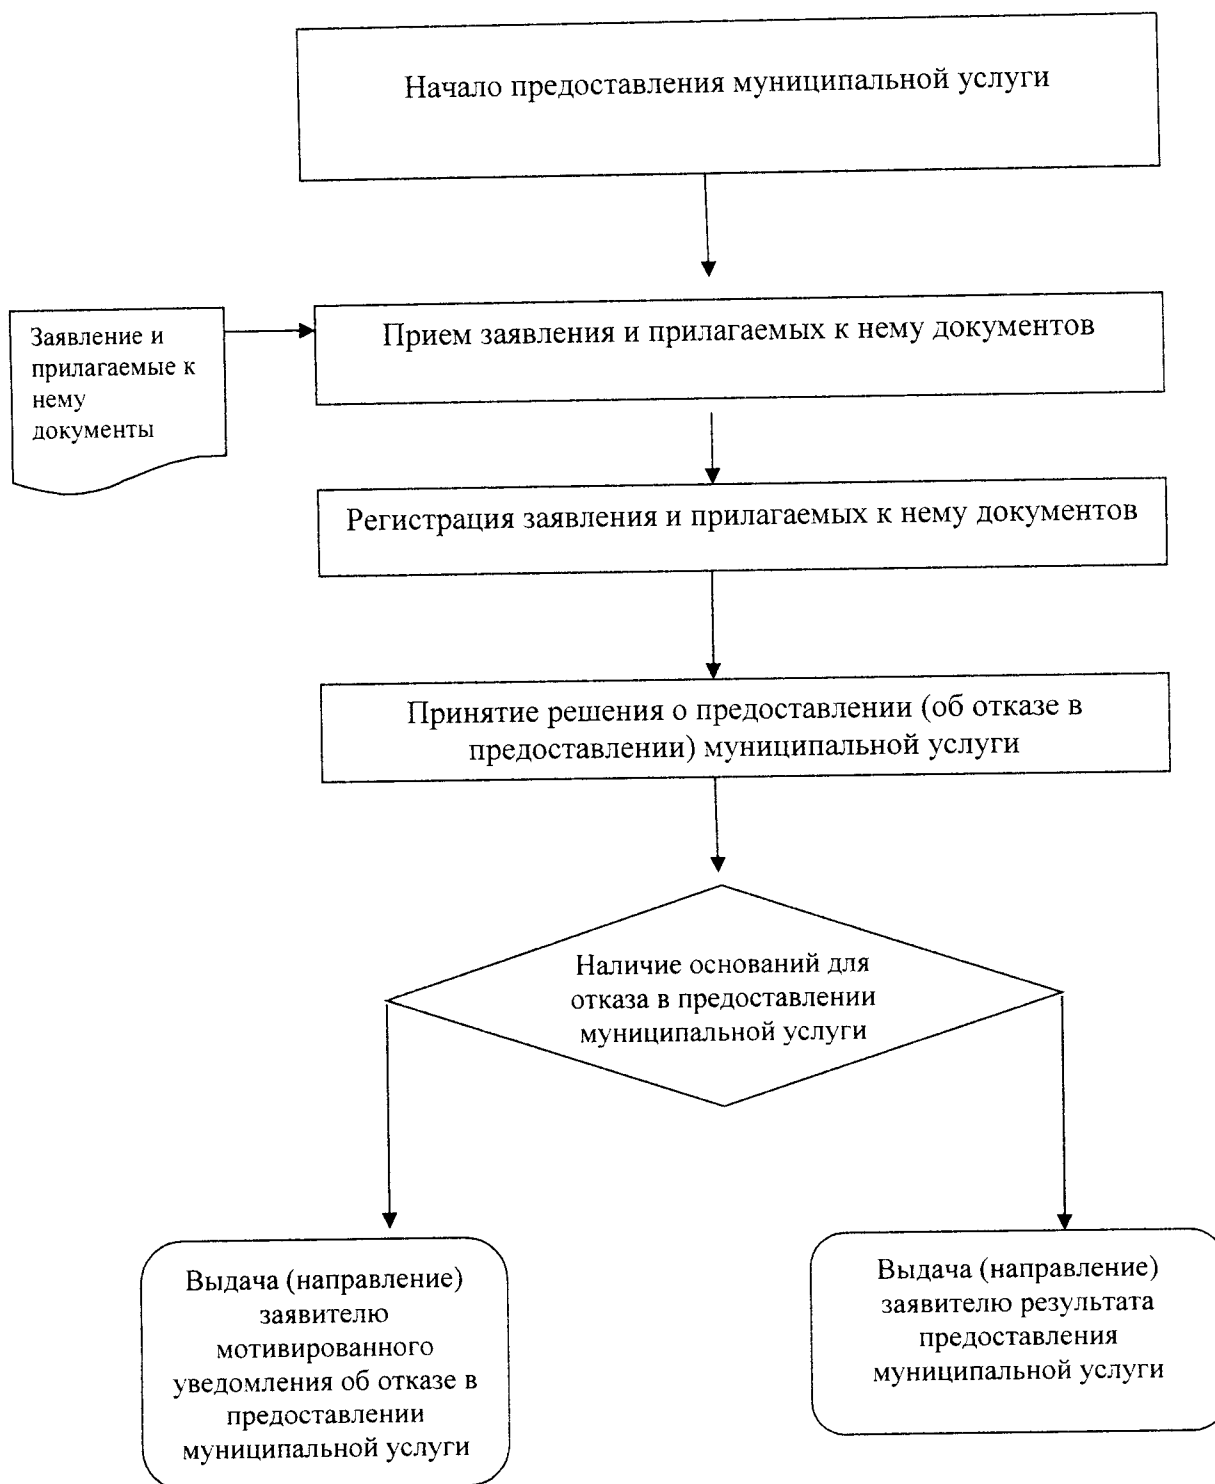 Начало предоставления муниципальной услуги
Заявление и
прилагаемые к
нему
документы
Прием заявления и прилагаемых к нему документов
Регистрация заявления и прилагаемых к нему документов
Принятие решения о предоставлении (об отказе в
предоставлении) муниципальной услуги
Наличие оснований для
отказа в предоставлении
муниципальной услуги
Выдача (направление)
заявителю
мотивированного
уведомления об отказе в
предоставлении
муниципальной услуги
Выдача (направление)
заявителю результата
предоставления
муниципальной услуги